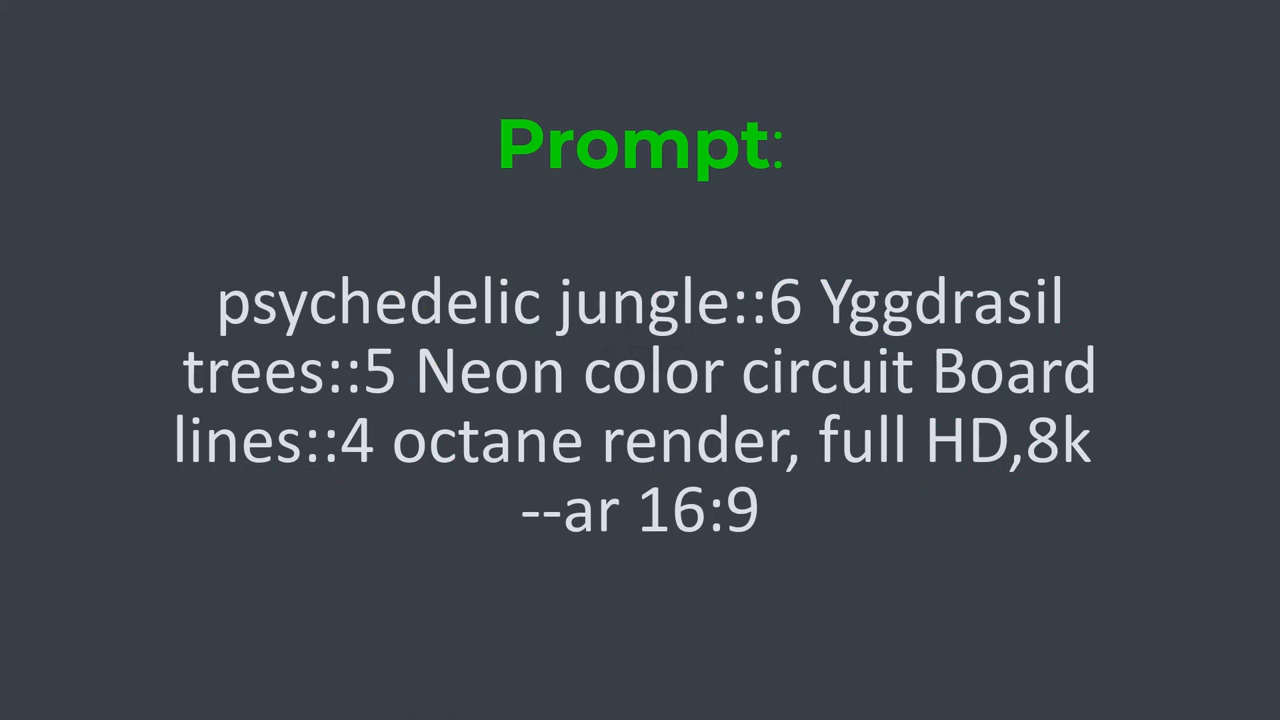 Prompt:
psychedelic jungle::6 Yggdrasil
trees::5 Neon color circuit Board
lines::4 octane render, full HD,8k
--ar 16:9